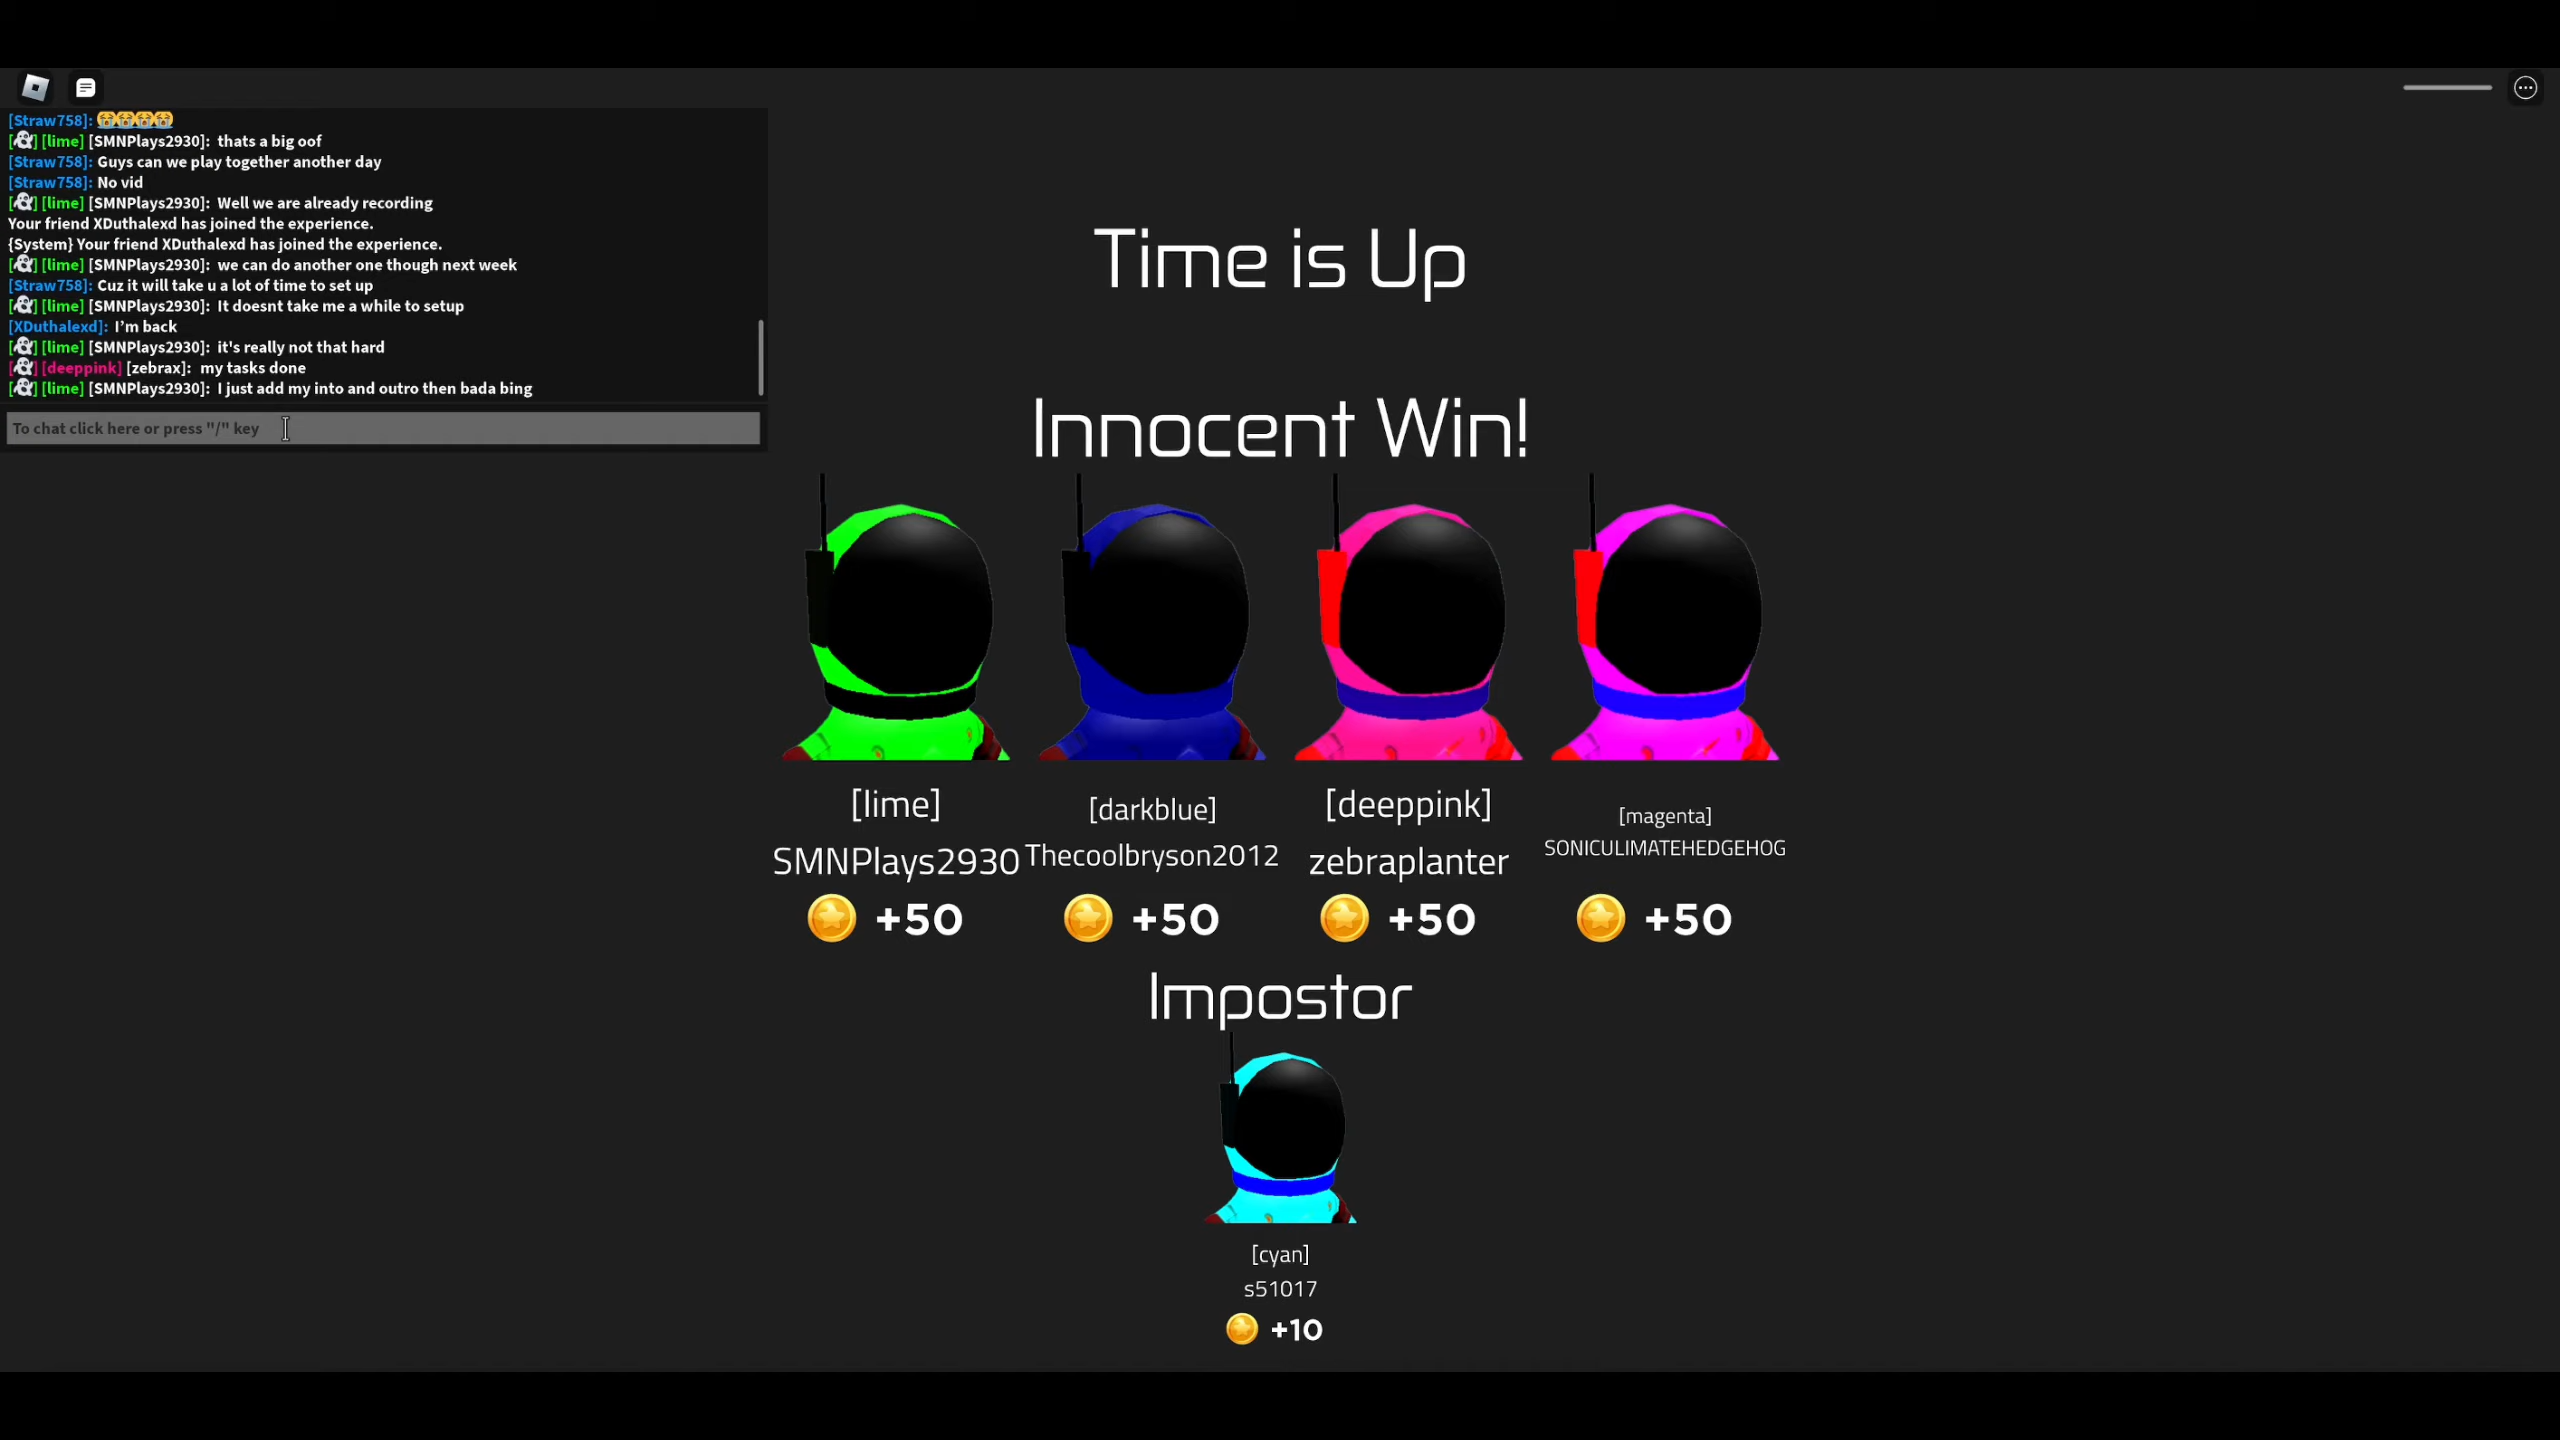 [Straw758]: 😭😭😭😭
[👻] [lime] [SMNPlays2930]: thats a big oof
[Straw758]: Guys can we play together another day
[Straw758]: No vid
[👻] [lime] [SMNPlays2930]: Well we are already recording
Your friend XDuthalexd has joined the experience.
{System} Your friend XDuthalexd has joined the experience.
[👻] [lime] [SMNPlays2930]: we can do another one though next week
[Straw758]: Cuz it will take u a lot of time to set up
[👻] [lime] [SMNPlays2930]: It doesnt take me a while to setup
[XDuthalexd]: I’m back
[👻] [lime] [SMNPlays2930]: it's really not that hard
[👻] [deeppink] [zebrax]: my tasks done
[👻] [lime] [SMNPlays2930]: I just add my into and outro then bada bing
To chat click here or press "/" key
Time is Up
Innocent Win!
[lime] [darkblue] [deeppink] [magenta]
SMNPlays2930 Thecoolbryson2012 zebraplanter SONICULIMATEHEDGEHOG
+50 +50 +50 +50
Impostor
[cyan]
s51017
+10